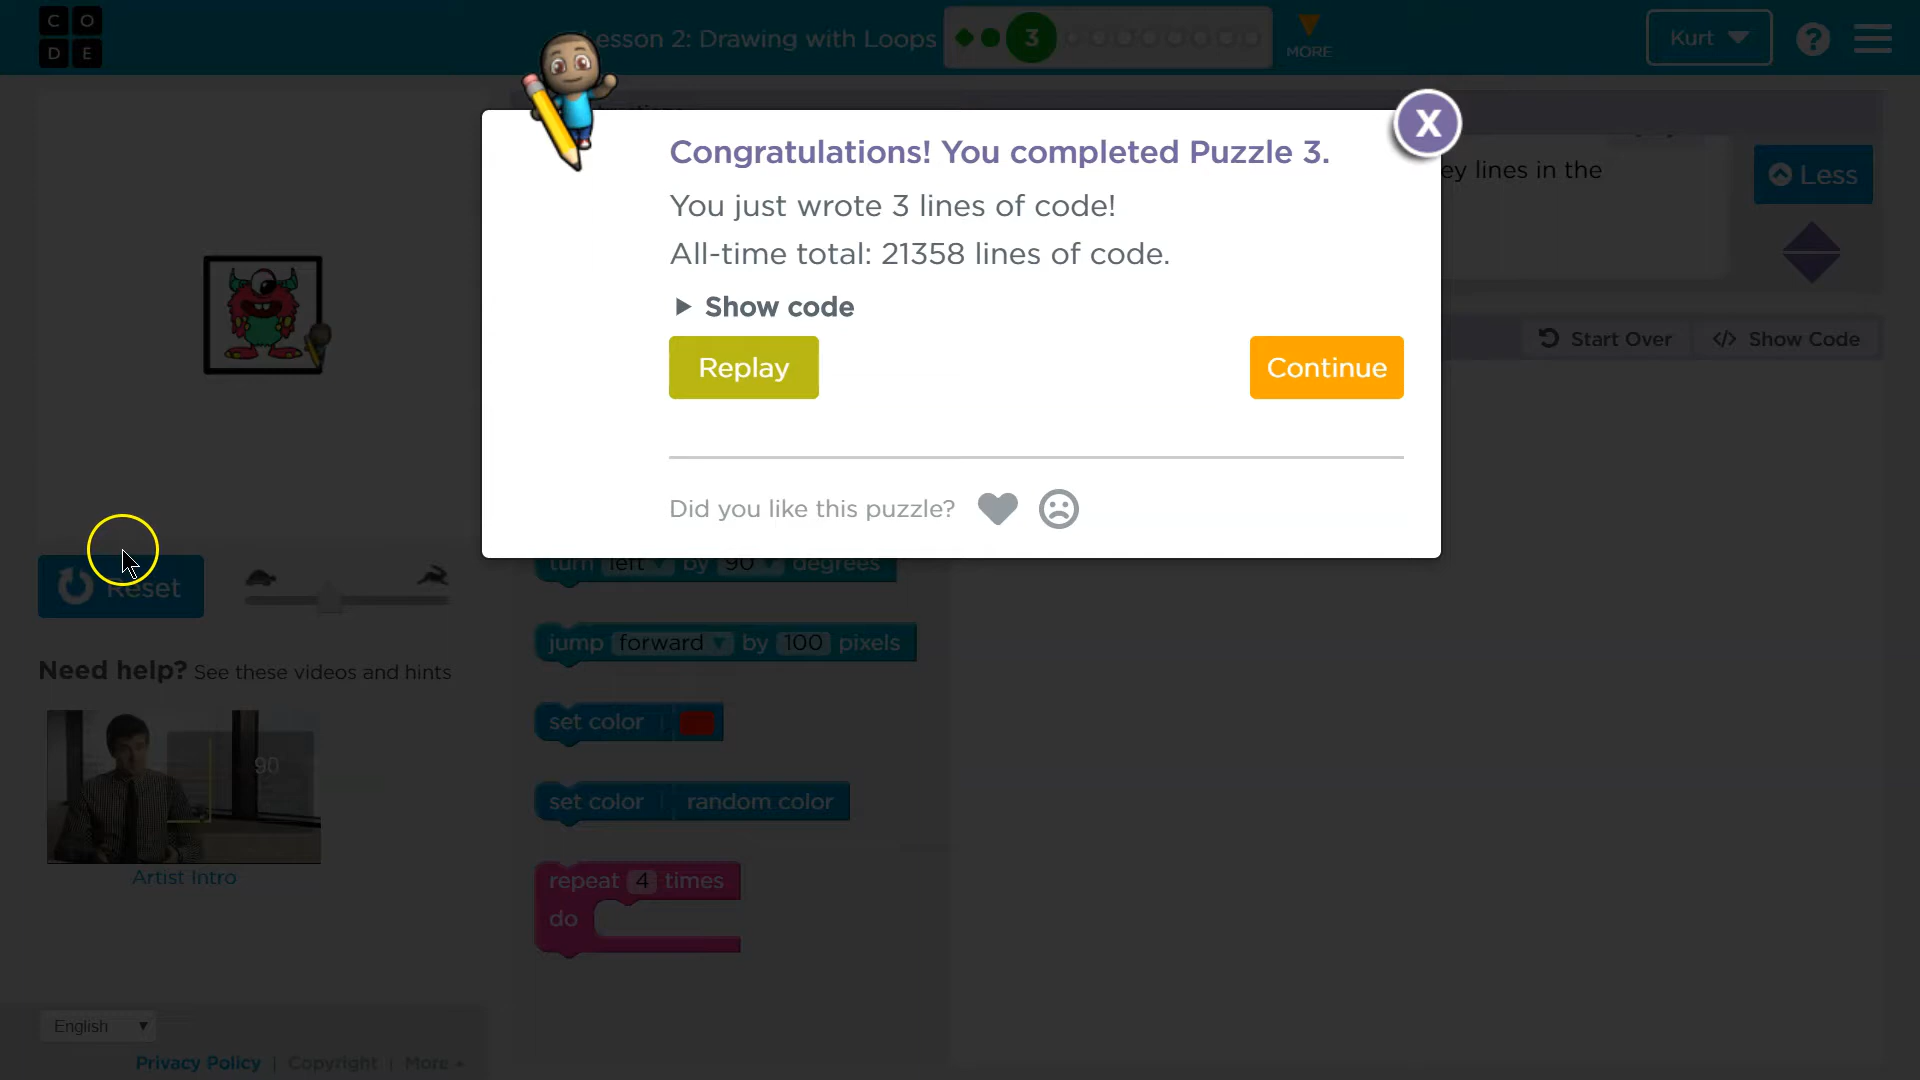 C O
D E
Lesson 2: Drawing with Loops
3
MORE
Kurt
?
X
Congratulations! You completed Puzzle 3.
ey lines in the
Less
You just wrote 3 lines of code!
All-time total: 21358 lines of code.
Show code
Start Over
</> Show Code
Replay
Continue
Did you like this puzzle?
turn left by 90 degrees
Reset
jump forward by 100 pixels
Need help? See these videos and hints
set color
90
set color random color
Artist Intro
repeat 4 times
do
English
Privacy Policy | Copyright | More